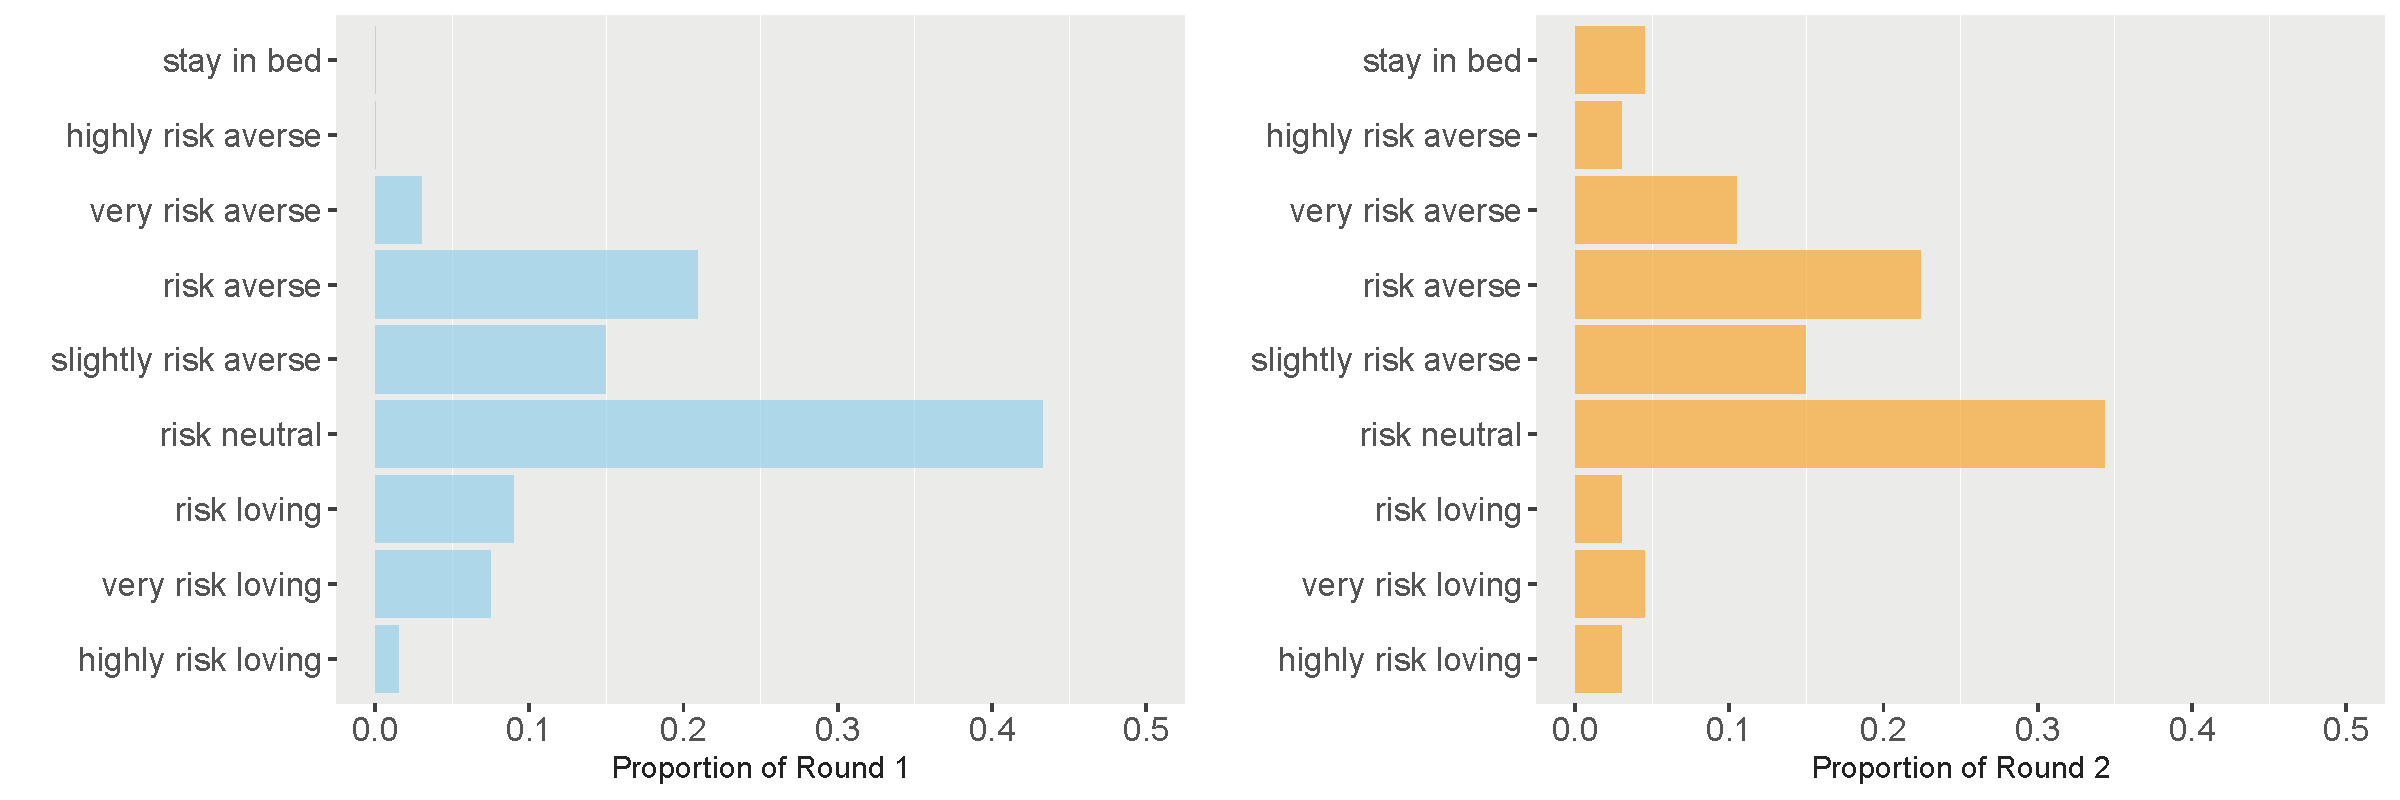 stay in bed
highly risk averse
very risk averse
risk averse
slightly risk averse
risk neutral
risk loving
very risk loving
highly risk loving
0.0 0.1 0.2 0.3 0.4 0.5
Proportion of Round 1
stay in bed
highly risk averse
very risk averse
risk averse
slightly risk averse
risk neutral
risk loving
very risk loving
highly risk loving
0.0 0.1 0.2 0.3 0.4 0.5
Proportion of Round 2